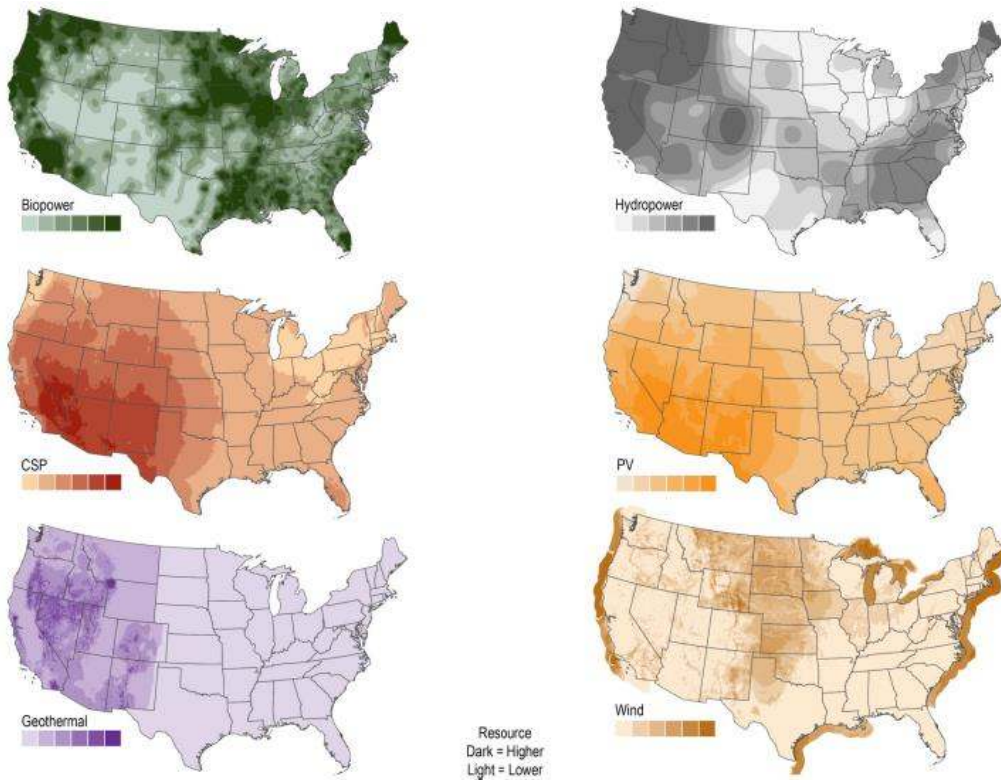 Biopower
Hydropower
CSP
PV
Geothermal
Wind
Resource
Dark = Higher
Light = Lower